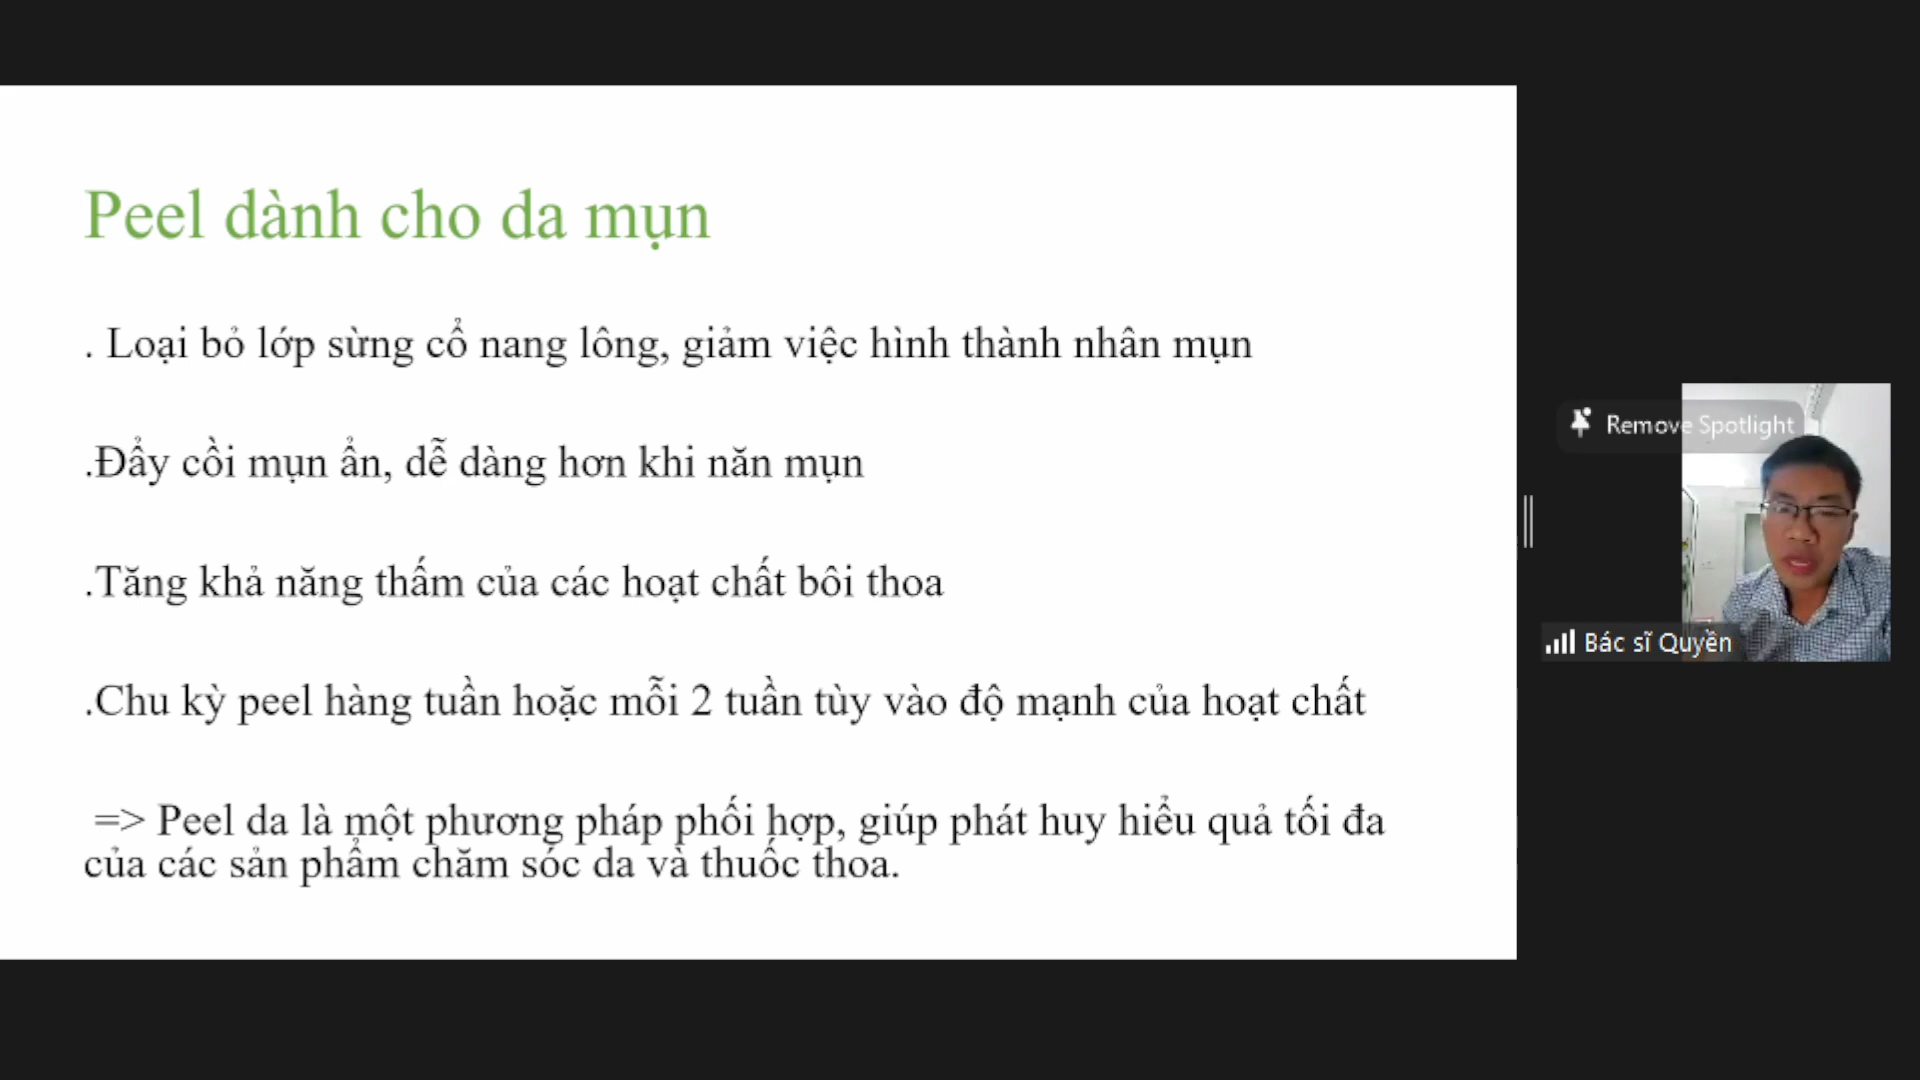 Peel dành cho da mụn
. Loại bỏ lớp sừng cổ nang lông, giảm việc hình thành nhân mụn
.Đẩy cồi mụn ẩn, dễ dàng hơn khi nặn mụn
.Tăng khả năng thấm của các hoạt chất bôi thoa
.Chu kỳ peel hàng tuần hoặc mỗi 2 tuần tùy vào độ mạnh của hoạt chất
=> Peel da là một phương pháp phối hợp, giúp phát huy hiểu quả tối đa
của các sản phẩm chăm sóc da và thuốc thoa.
Remove Spotlight
Bác sĩ Quyền